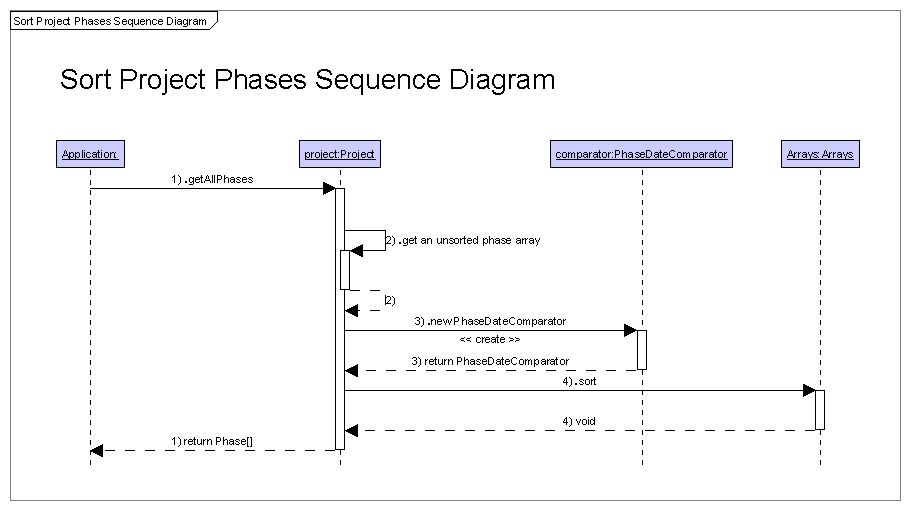 Sort Project Phases Sequence Diagram
Sort Project Phases Sequence Diagram
Application:
project:Project
comparator:PhaseDateComparator
Arrays:Arrays
1) .getAllPhases
2) .get an unsorted phase array
2)
3) .newPhaseDateComparator
<< create >>
3) return PhaseDateComparator
4) .sort
4) void
1) return Phase[]